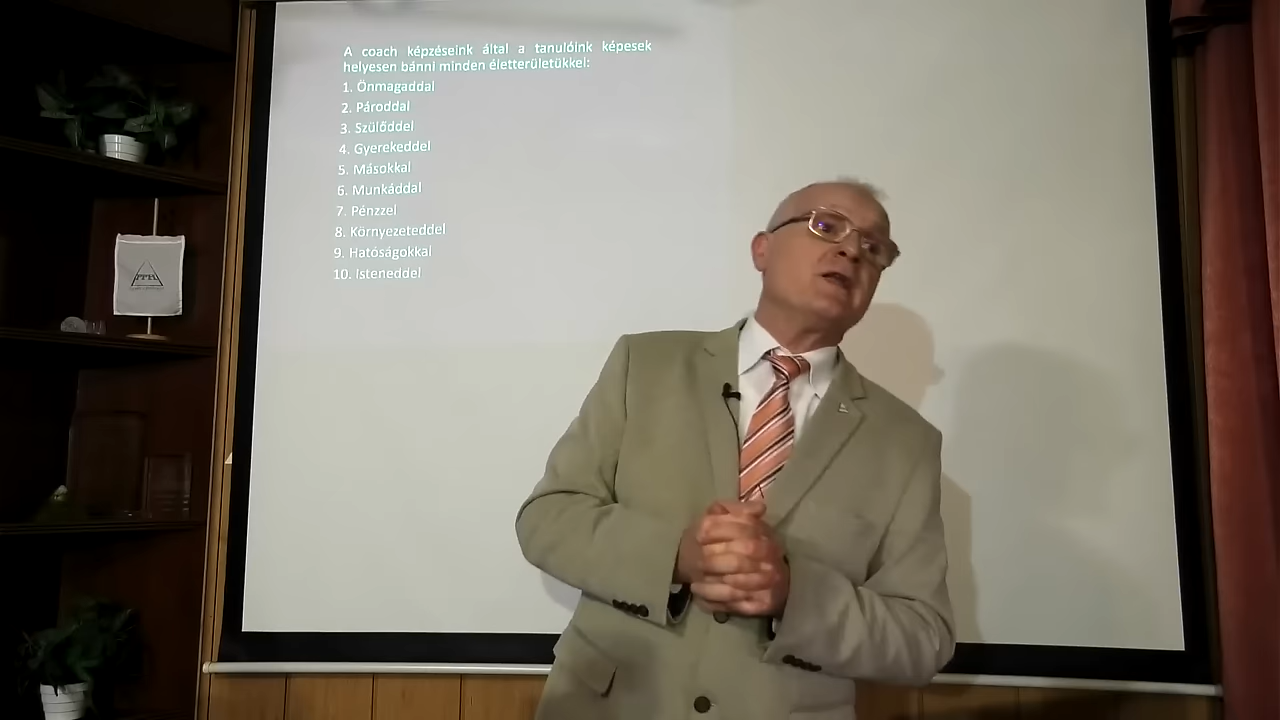 A coach képzéseink által a tanulóink képesek
helyesen bánni minden életterületükkel:
1. Önmagaddal
2. Pároddal
3. Szülőddel
4. Gyerekeddel
5. Másokkal
6. Munkáddal
7. Pénzzel
8. Környezeteddel
9. Hatóságokkal
10. Isteneddel